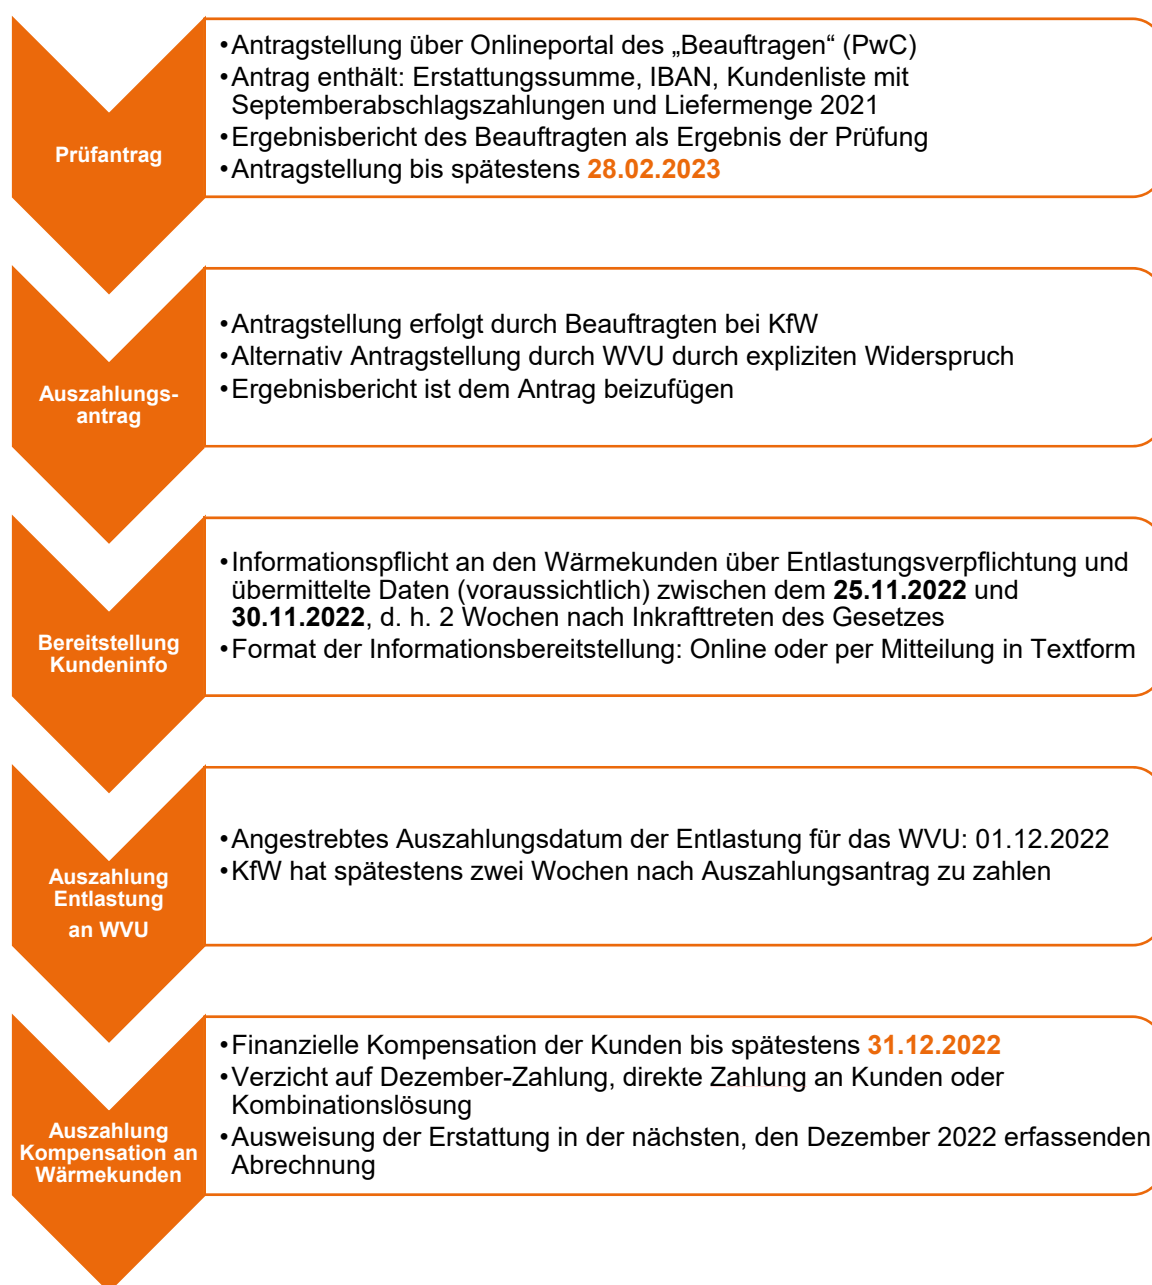 Prüfantrag
•Antragstellung über Onlineportal des „Beauftragen“ (PwC)
•Antrag enthält: Erstattungssumme, IBAN, Kundenliste mit
Septemberabschlagszahlungen und Liefermenge 2021
•Ergebnisbericht des Beauftragten als Ergebnis der Prüfung
•Antragstellung bis spätestens 28.02.2023
Auszahlungs-
antrag
•Antragstellung erfolgt durch Beauftragten bei KfW
•Alternativ Antragstellung durch WVU durch expliziten Widerspruch
•Ergebnisbericht ist dem Antrag beizufügen
Bereitstellung
Kundeninfo
•Informationspflicht an den Wärmekunden über Entlastungsverpflichtung und
übermittelte Daten (voraussichtlich) zwischen dem 25.11.2022 und
30.11.2022, d. h. 2 Wochen nach Inkrafttreten des Gesetzes
•Format der Informationsbereitstellung: Online oder per Mitteilung in Textform
Auszahlung
Entlastung
an WVU
•Angestrebtes Auszahlungsdatum der Entlastung für das WVU: 01.12.2022
•KfW hat spätestens zwei Wochen nach Auszahlungsantrag zu zahlen
Auszahlung
Kompensation an
Wärmekunden
•Finanzielle Kompensation der Kunden bis spätestens 31.12.2022
•Verzicht auf Dezember-Zahlung, direkte Zahlung an Kunden oder
Kombinationslösung
•Ausweisung der Erstattung in der nächsten, den Dezember 2022 erfassenden
Abrechnung